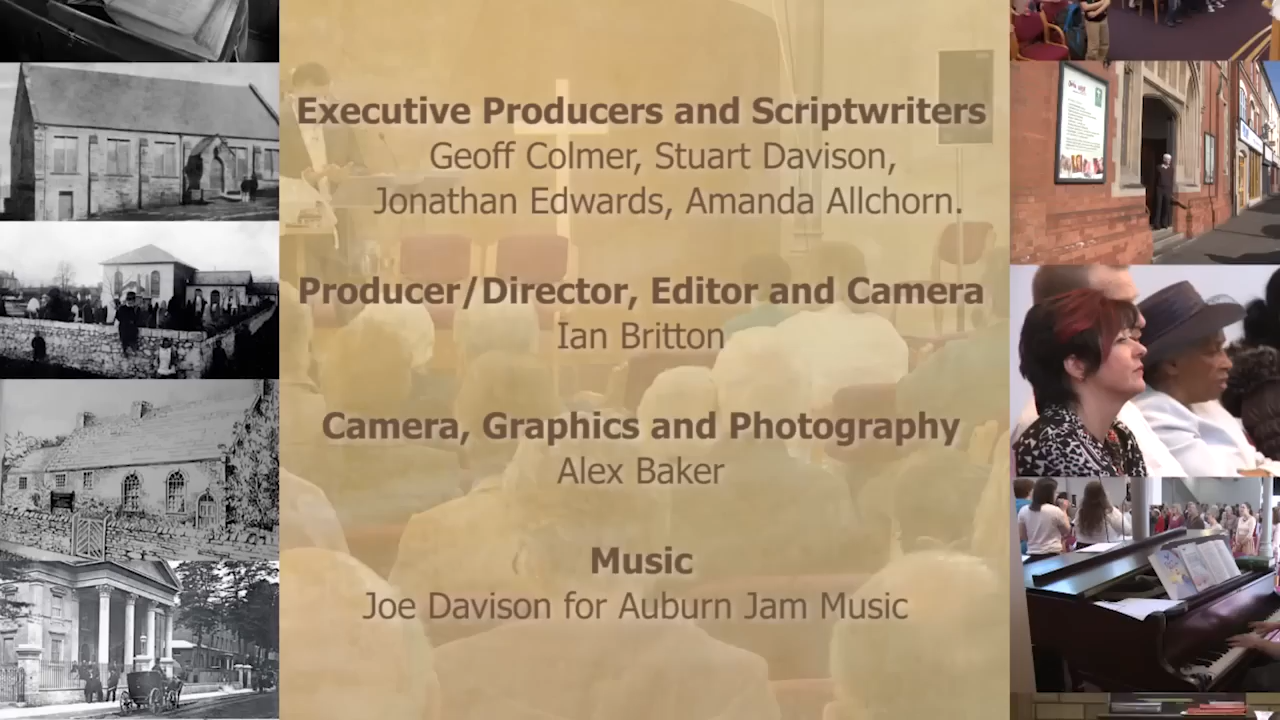 Executive Producers and Scriptwriters
Geoff Colmer, Stuart Davison,
Jonathan Edwards, Amanda Allchorn.
Producer/Director, Editor and Camera
Ian Britton
Camera, Graphics and Photography
Alex Baker
Music
Joe Davison for Auburn Jam Music